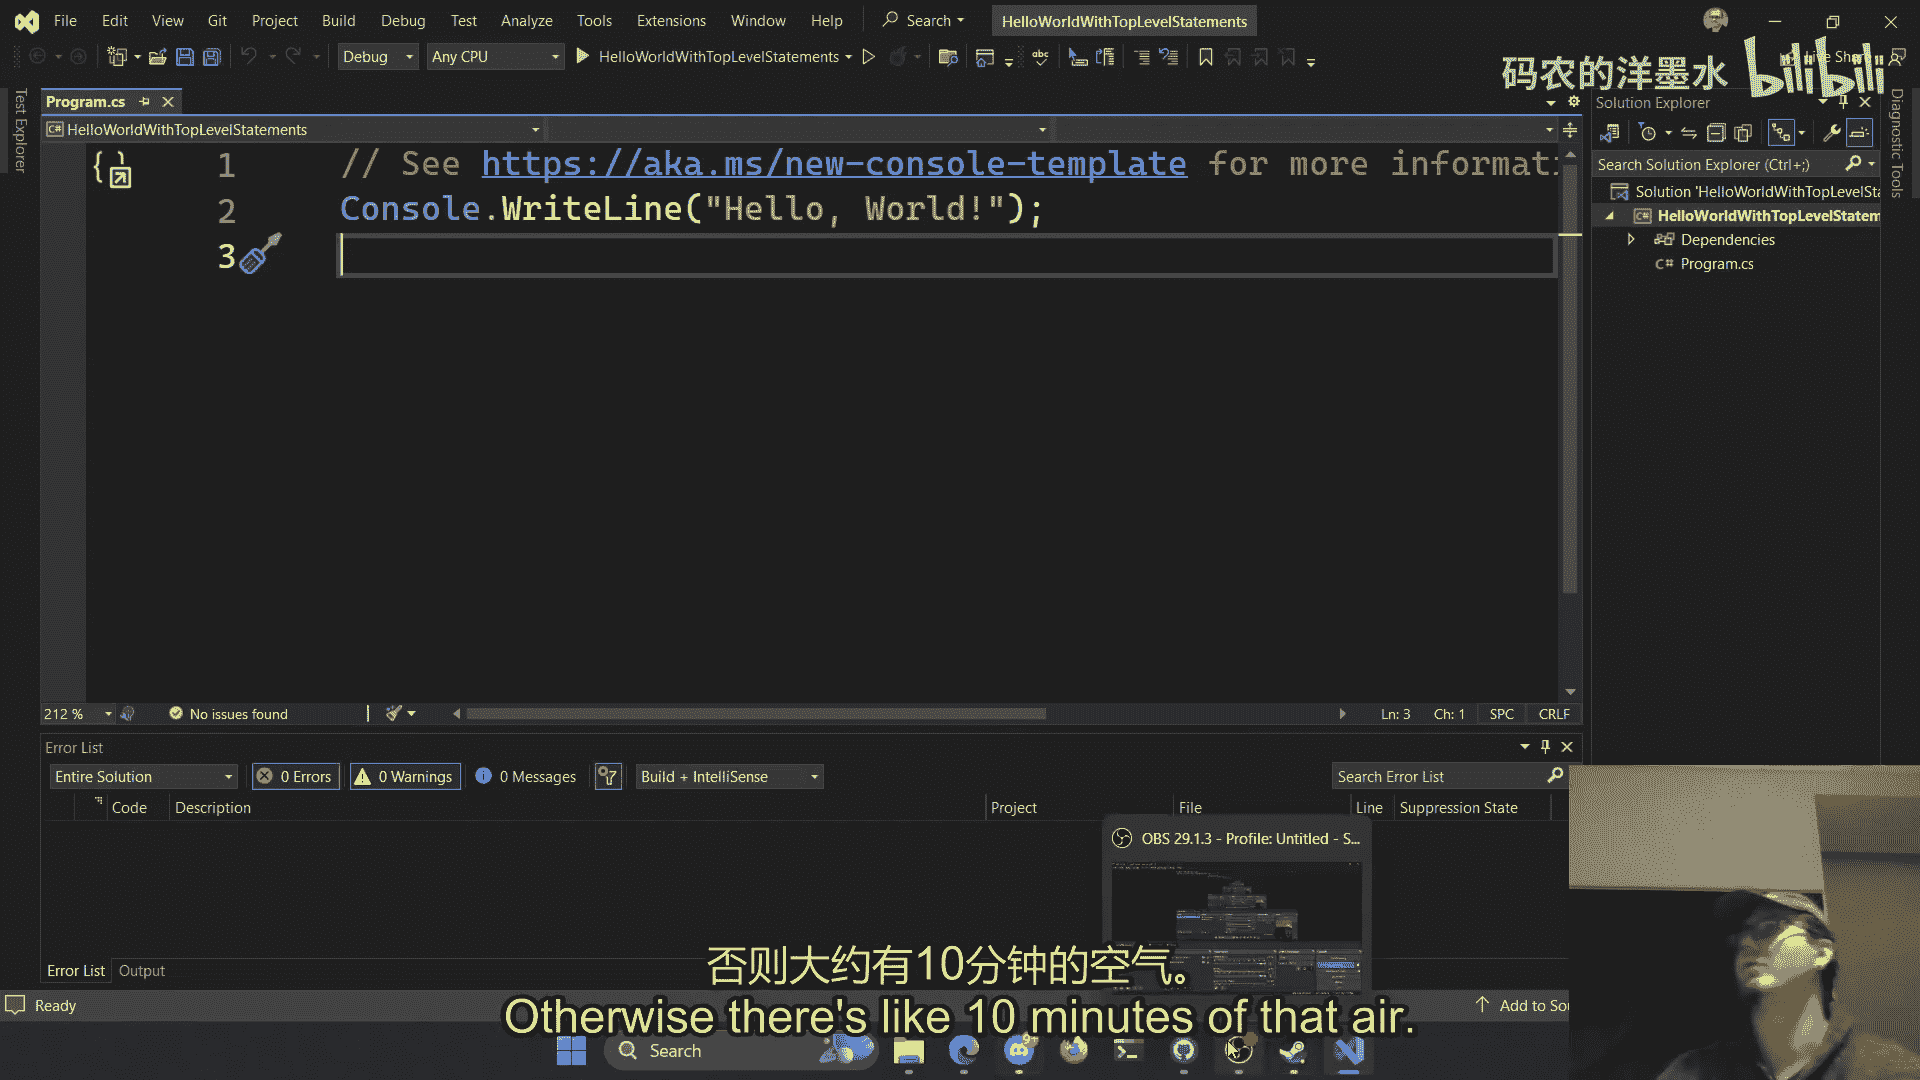 File Edit View Git Project Build Debug Test Analyze Tools Extensions Window Help Search HelloWorldWithTopLevelStatements
Debug Any CPU HelloWorldWithTopLevelStatements Live Share
码农的洋墨水 bilibili
Test Explorer
Program.cs
Solution Explorer
Diagnostic Tools
C# HelloWorldWithTopLevelStatements
Search Solution Explorer (Ctrl+;)
Solution 'HelloWorldWithTopLevelSta
C# HelloWorldWithTopLevelStatem
Dependencies
C# Program.cs
1 // See https://aka.ms/new-console-template for more informati
2 Console.WriteLine("Hello, World!");
3
212 % No issues found Ln: 3 Ch: 1 SPC CRLF
Error List
Entire Solution 0 Errors 0 Warnings 0 Messages Build + IntelliSense Search Error List
Code Description Project File Line Suppression State
OBS 29.1.3 - Profile: Untitled - S...
Error List Output
否则大约有10分钟的空气。
Ready Add to Sou
Otherwise there's like 10 minutes of that air.
Search 9+